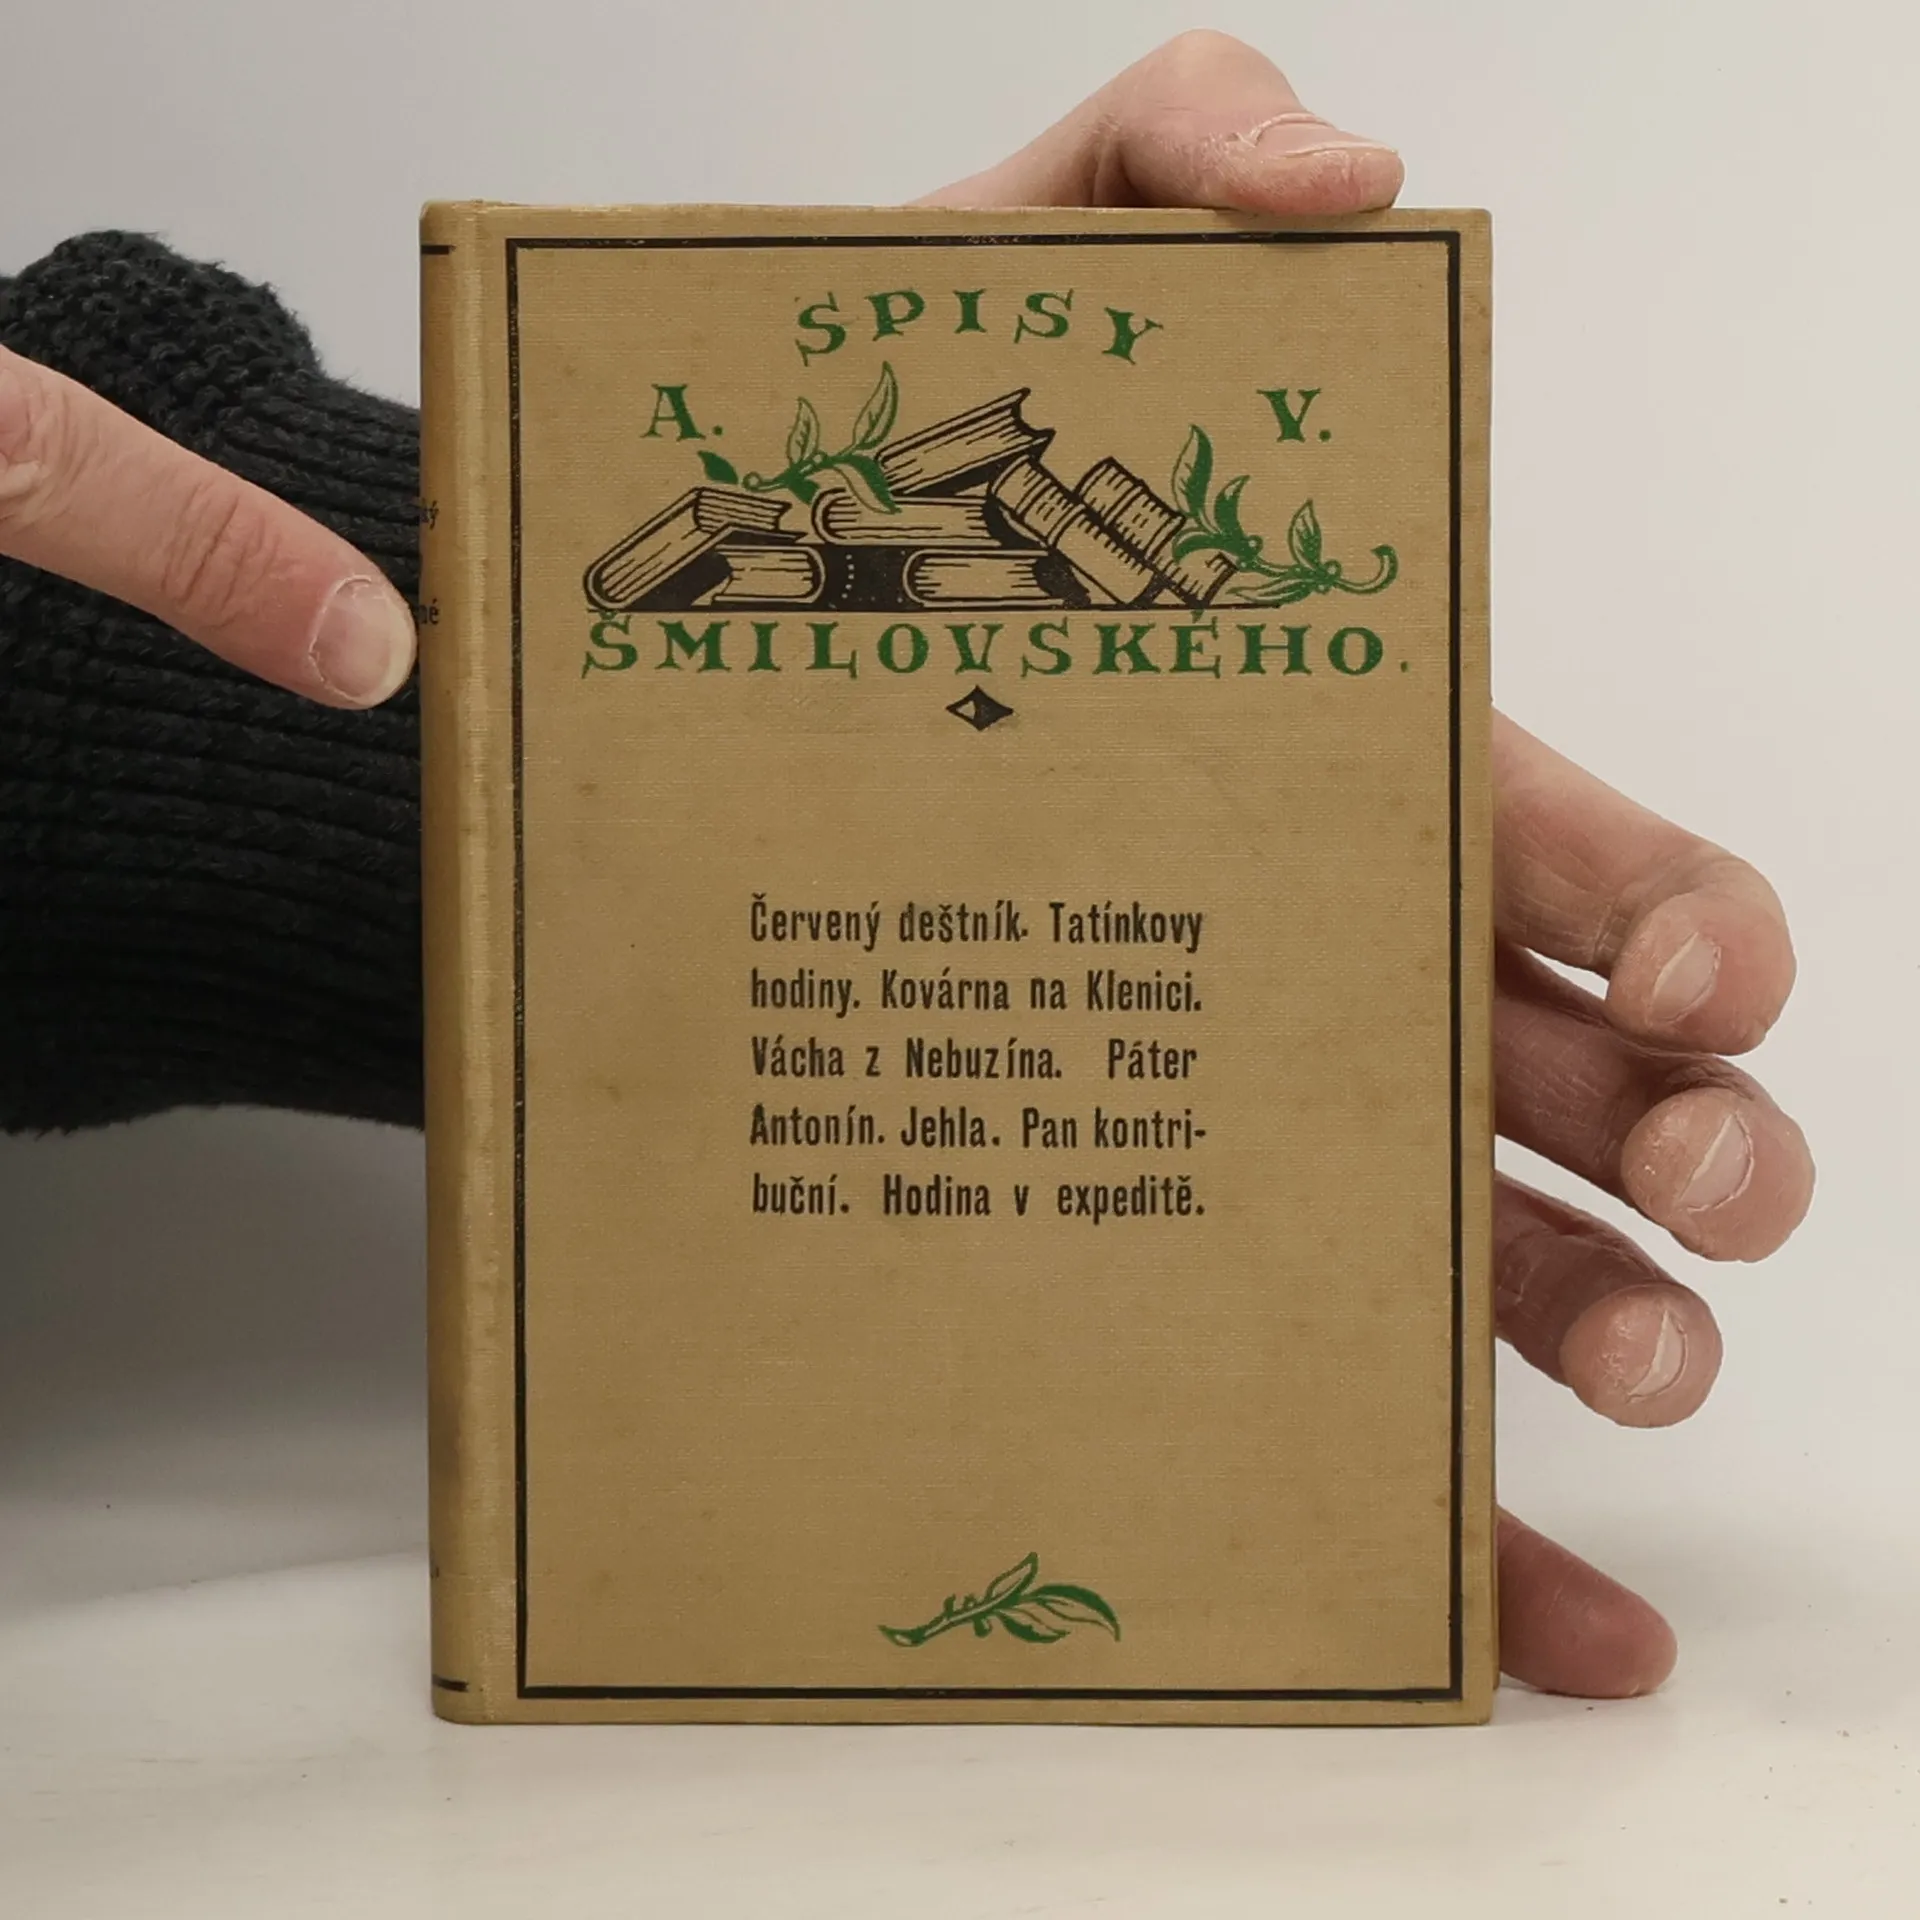 SPISY
A. V.
ŠMILOVSKÉHO.
Červený deštník. Tatínkovy
hodiny. Kovárna na Klenici.
Vácha z Nebuzína. Páter
Antonín. Jehla. Pan kontri-
buční. Hodina v expeditě.